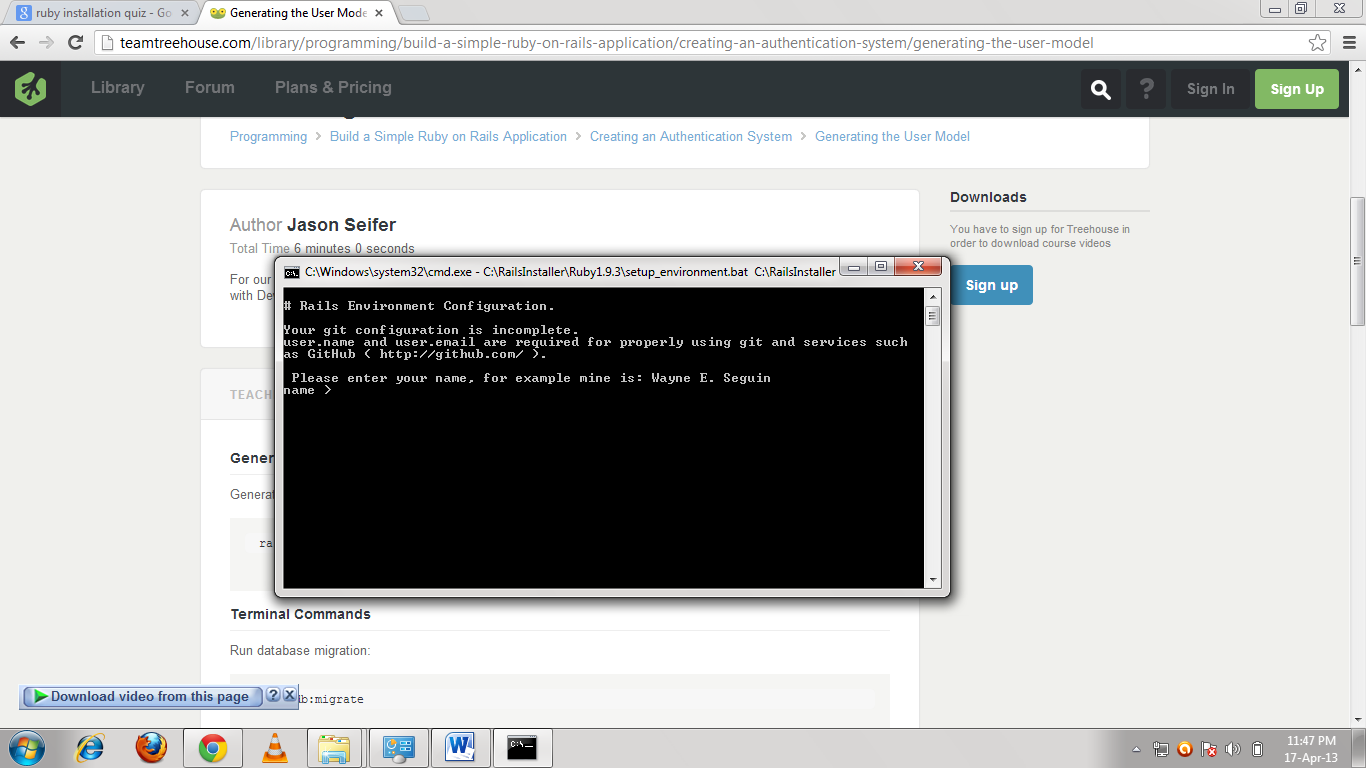 ruby installation quiz - Go
Generating the User Mode
teamtreehouse.com/library/programming/build-a-simple-ruby-on-rails-application/creating-an-authentication-system/generating-the-user-model
Library
Forum
Plans & Pricing
?
Sign In
Sign Up
Programming > Build a Simple Ruby on Rails Application > Creating an Authentication System > Generating the User Model
Author Jason Seifer
Total Time 6 minutes 0 seconds
For our
with De
Downloads
You have to sign up for Treehouse in
order to download course videos
Sign up
C:\Windows\system32\cmd.exe - C:\RailsInstaller\Ruby1.9.3\setup_environment.bat C:\RailsInstaller
# Rails Environment Configuration.
Your git configuration is incomplete.
user.name and user.email are required for properly using git and services such
as GitHub ( http://github.com/ ).
Please enter your name, for example mine is: Wayne E. Seguin
name >
TEACH
Gener
Generat
ra
Terminal Commands
Run database migration:
b:migrate
Download video from this page
?
11:47 PM
17-Apr-13